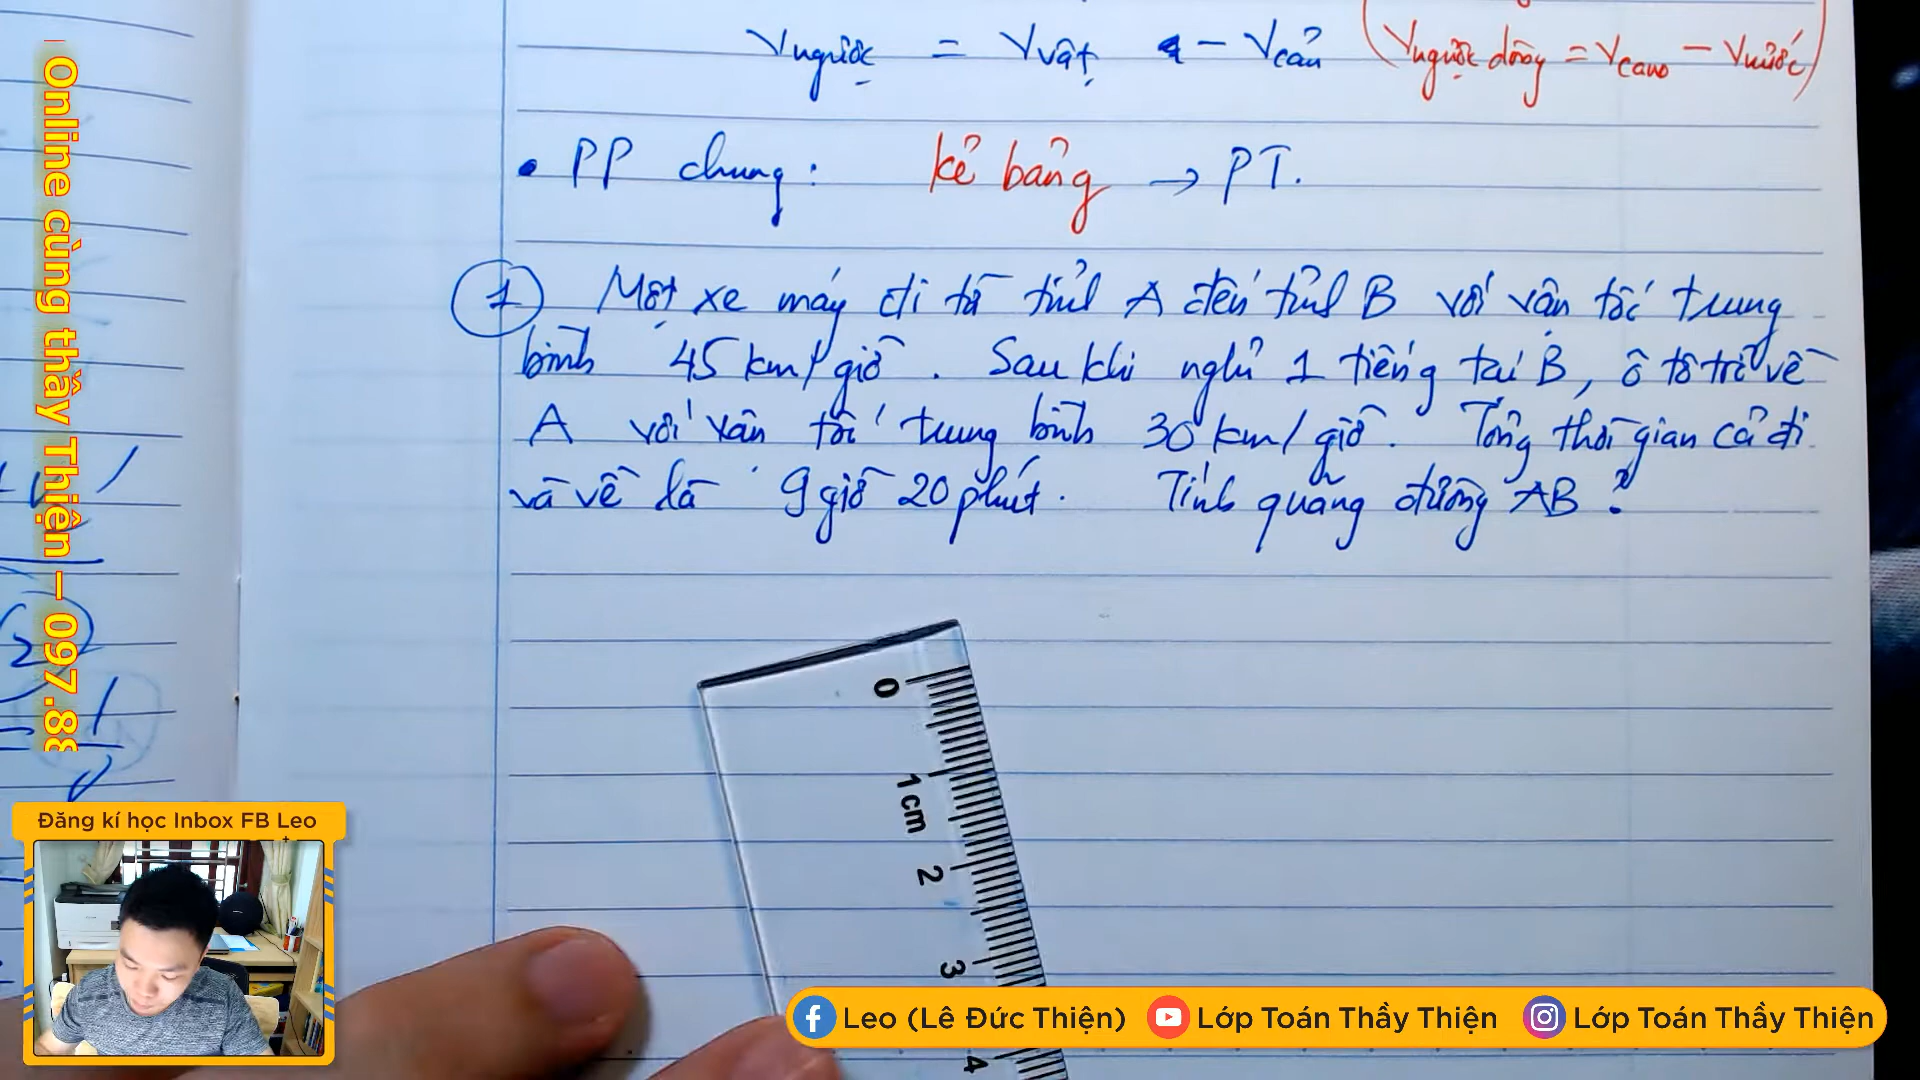 Vngược = Vvật - Vcản (Vngược dòng = Vcano - Vnước)
• PP chung: kẻ bảng → PT.
1 Một xe máy đi từ tỉnh A đến tỉnh B với vận tốc trung
bình 45 km/giờ. Sau khi nghỉ 1 tiếng tại B, ô tô trở về
A với vận tốc trung bình 30 km/giờ. Tổng thời gian cả đi
và về là 9 giờ 20 phút. Tính quãng đường AB?
Online cùng thầy Thiện – 097.88
0
1 cm
2
3
4
Đăng kí học Inbox FB Leo
Leo (Lê Đức Thiện) Lớp Toán Thầy Thiện Lớp Toán Thầy Thiện